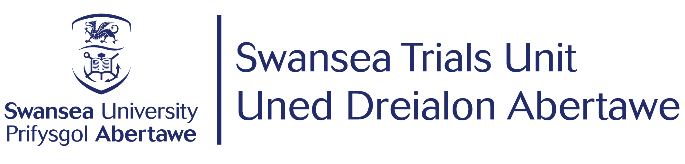 Swansea University
Prifysgol Abertawe
Swansea Trials Unit
Uned Dreialon Abertawe